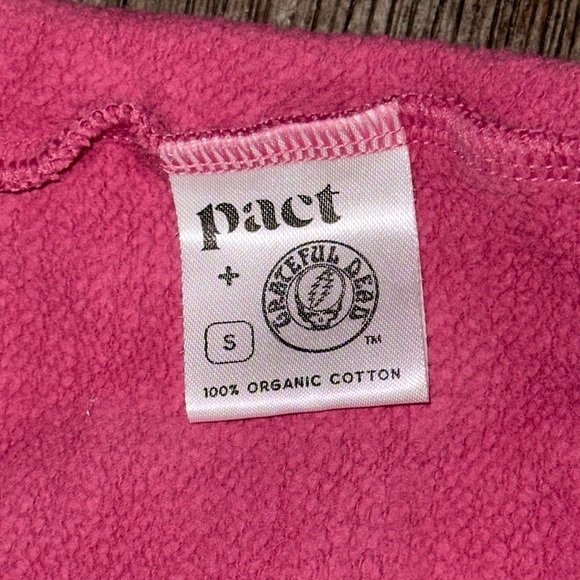 pact
+
GRATEFUL DEAD
TM
S
100% ORGANIC COTTON